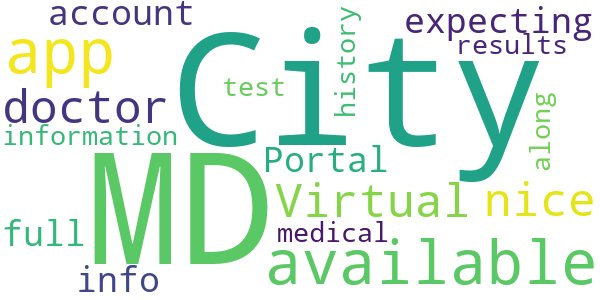 account
expecting
app
City
history
results
doctor
test
information
along
Portal
MD
Virtual
nice
full
medical
available
info